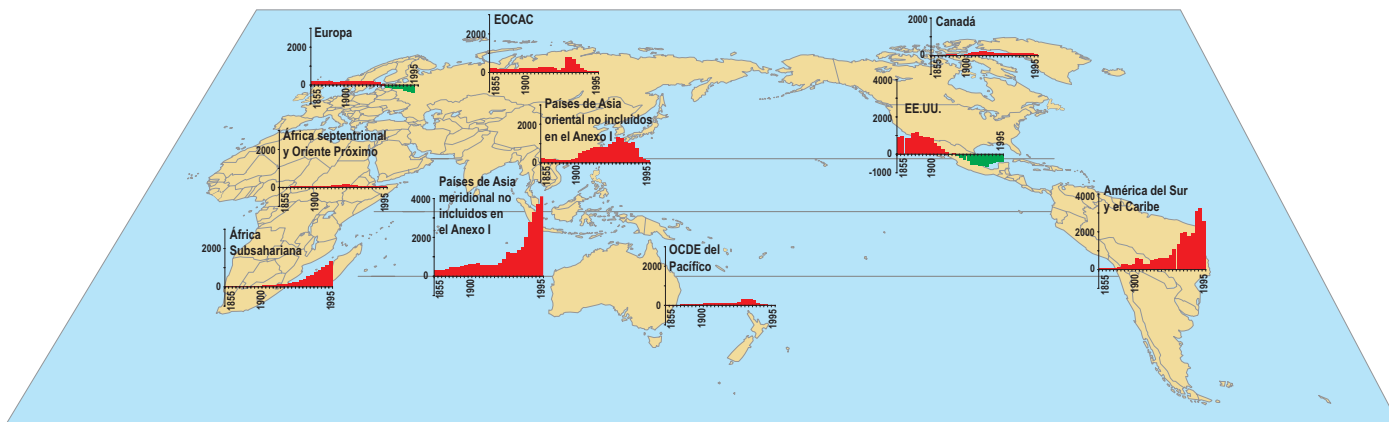 Europa
2000
0
1855
1900
1995
EOCAC
2000
0
1855
1900
1995
Canadá
2000
0
1855
1900
1995
EE.UU.
4000
2000
0
-1000
1855
1900
1995
Países de Asia
oriental no incluidos
en el Anexo I
2000
0
1855
1900
1995
África septentrional
y Oriente Próximo
2000
0
1855
1900
1995
Países de Asia
meridional no
incluidos en
el Anexo I
4000
2000
0
1855
1900
1995
América del Sur
y el Caribe
4000
2000
0
1855
1900
1995
África
Subsahariana
2000
0
1855
1900
1995
OCDE del
Pacífico
2000
0
1855
1900
1995